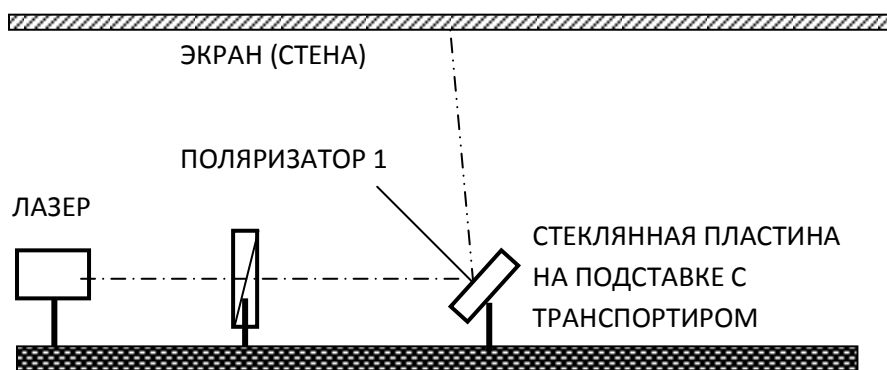 ЭКРАН (СТЕНА)
ПОЛЯРИЗАТОР 1
ЛАЗЕР
СТЕКЛЯННАЯ ПЛАСТИНА
НА ПОДСТАВКЕ С
ТРАНСПОРТИРОМ